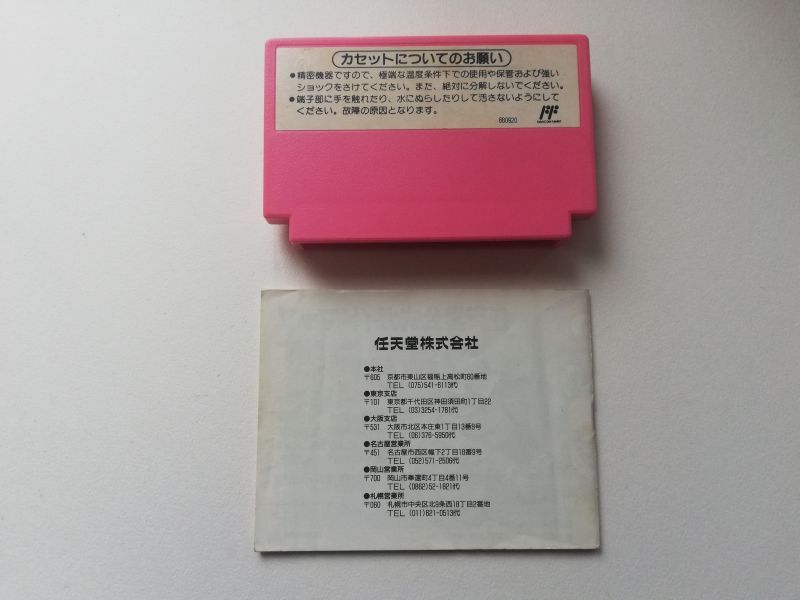 カセットについてのお願い
●精密機器ですので、極端な温度条件下での使用や保管および強い
ショックをさけてください。また、絶対に分解しないでください。
●端子部に手を触れたり、水にぬらしたりして汚さないようにして
ください。故障の原因となります。
880920
任天堂株式会社
●本社
〒605 京都市東山区福稲上高松町60番地
TEL (075)541-6113代
●東京支店
〒101 東京都千代田区神田須田町1丁目22
TEL (03)3254-1781代
●大阪支店
〒531 大阪市北区本庄東1丁目13番9号
TEL (06)376-5950代
●名古屋営業所
〒451 名古屋市西区幅下2丁目18番9号
TEL (052)571-2506代
●岡山営業所
〒700 岡山市奉還町4丁目4番11号
TEL (0862)52-1821代
●札幌営業所
〒060 札幌市中央区北9条西18丁目2番地
TEL (011)621-0513代